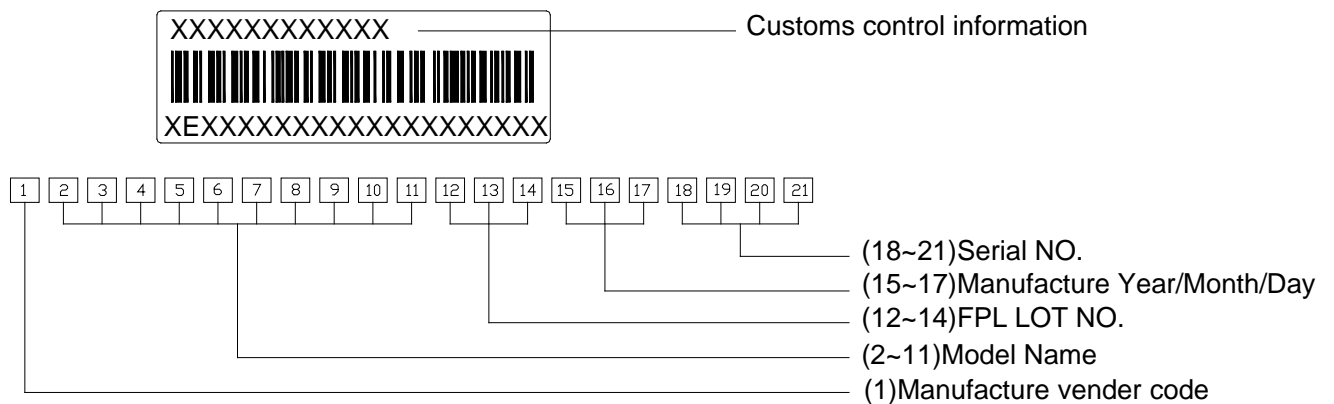 XXXXXXXXXXXX
Customs control information
XEXXXXXXXXXXXXXXXXXXX
1 2 3 4 5 6 7 8 9 10 11 12 13 14 15 16 17 18 19 20 21
(18~21)Serial NO.
(15~17)Manufacture Year/Month/Day
(12~14)FPL LOT NO.
(2~11)Model Name
(1)Manufacture vender code